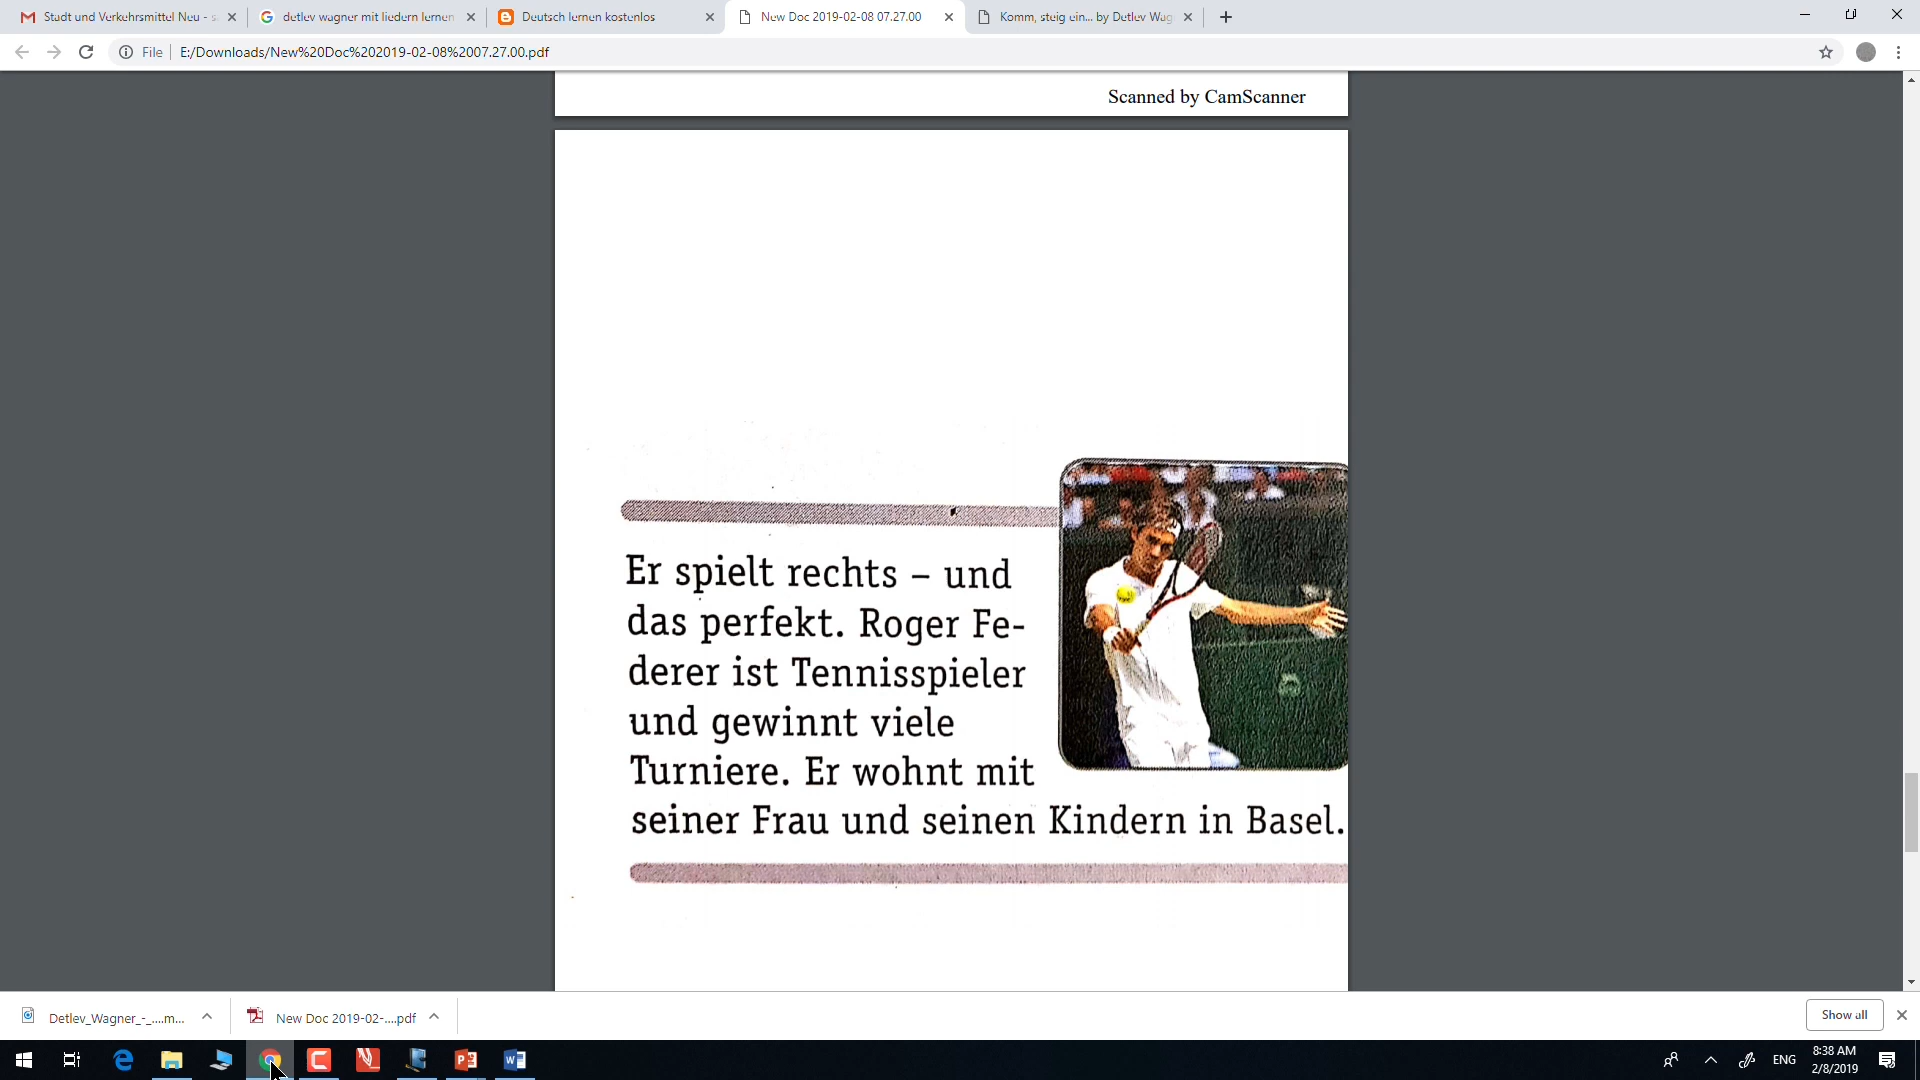 Stadt und Verkehrsmittel Neu - s
detlev wagner mit liedern lernen
Deutsch lernen kostenlos
New Doc 2019-02-08 07.27.00
Komm, steig ein... by Detlev Wag
File
E:/Downloads/New%20Doc%202019-02-08%2007.27.00.pdf
Scanned by CamScanner
Er spielt rechts – und
das perfekt. Roger Fe-
derer ist Tennisspieler
und gewinnt viele
Turniere. Er wohnt mit
seiner Frau und seinen Kindern in Basel.
Detlev_Wagner_-_....m...
New Doc 2019-02-....pdf
Show all
ENG
8:38 AM
2/8/2019